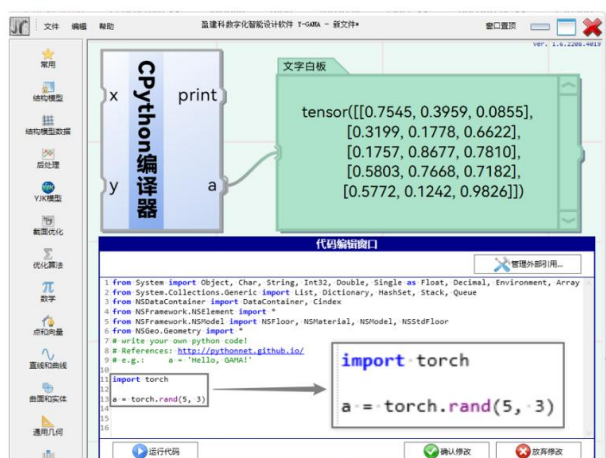 文件 编辑 帮助 盈建科数字化智能设计软件 Y-GAMA - 新文件* 窗口置顶
Ver. 1.6.2206.4019
常用
结构模型
结构模型数据
后处理
YJK模型
截面优化
优化算法
数字
点和向量
直线和曲线
曲面和实体
通用几何
x print
CPython编译器
y a
文字白板
tensor([[0.7545, 0.3959, 0.0855],
[0.3199, 0.1778, 0.6622],
[0.1757, 0.8677, 0.7810],
[0.5803, 0.7668, 0.7182],
[0.5772, 0.1242, 0.9826]])
代码编辑窗口
管理外部引用...
1 from System import Object, Char, String, Int32, Double, Single as Float, Decimal, Environment, Array
2 from System.Collections.Generic import List, Dictionary, HashSet, Stack, Queue
3 from NSDataContainer import DataContainer, Cindex
4 from NSFramework.NSElement import *
5 from NSFramework.NSModel import NSFloor, NSMaterial, NSModel, NSStdFloor
6 from NSGeo.Geometry import *
7 # write your own python code!
8 # References: http://pythonnet.github.io/
9 # e.g.: a = 'Hello, GAMA!'
10
11 import torch
12
13 a = torch.rand(5, 3)
14
15
16
import torch
a = torch.rand(5, 3)
运行代码 确认修改 放弃修改